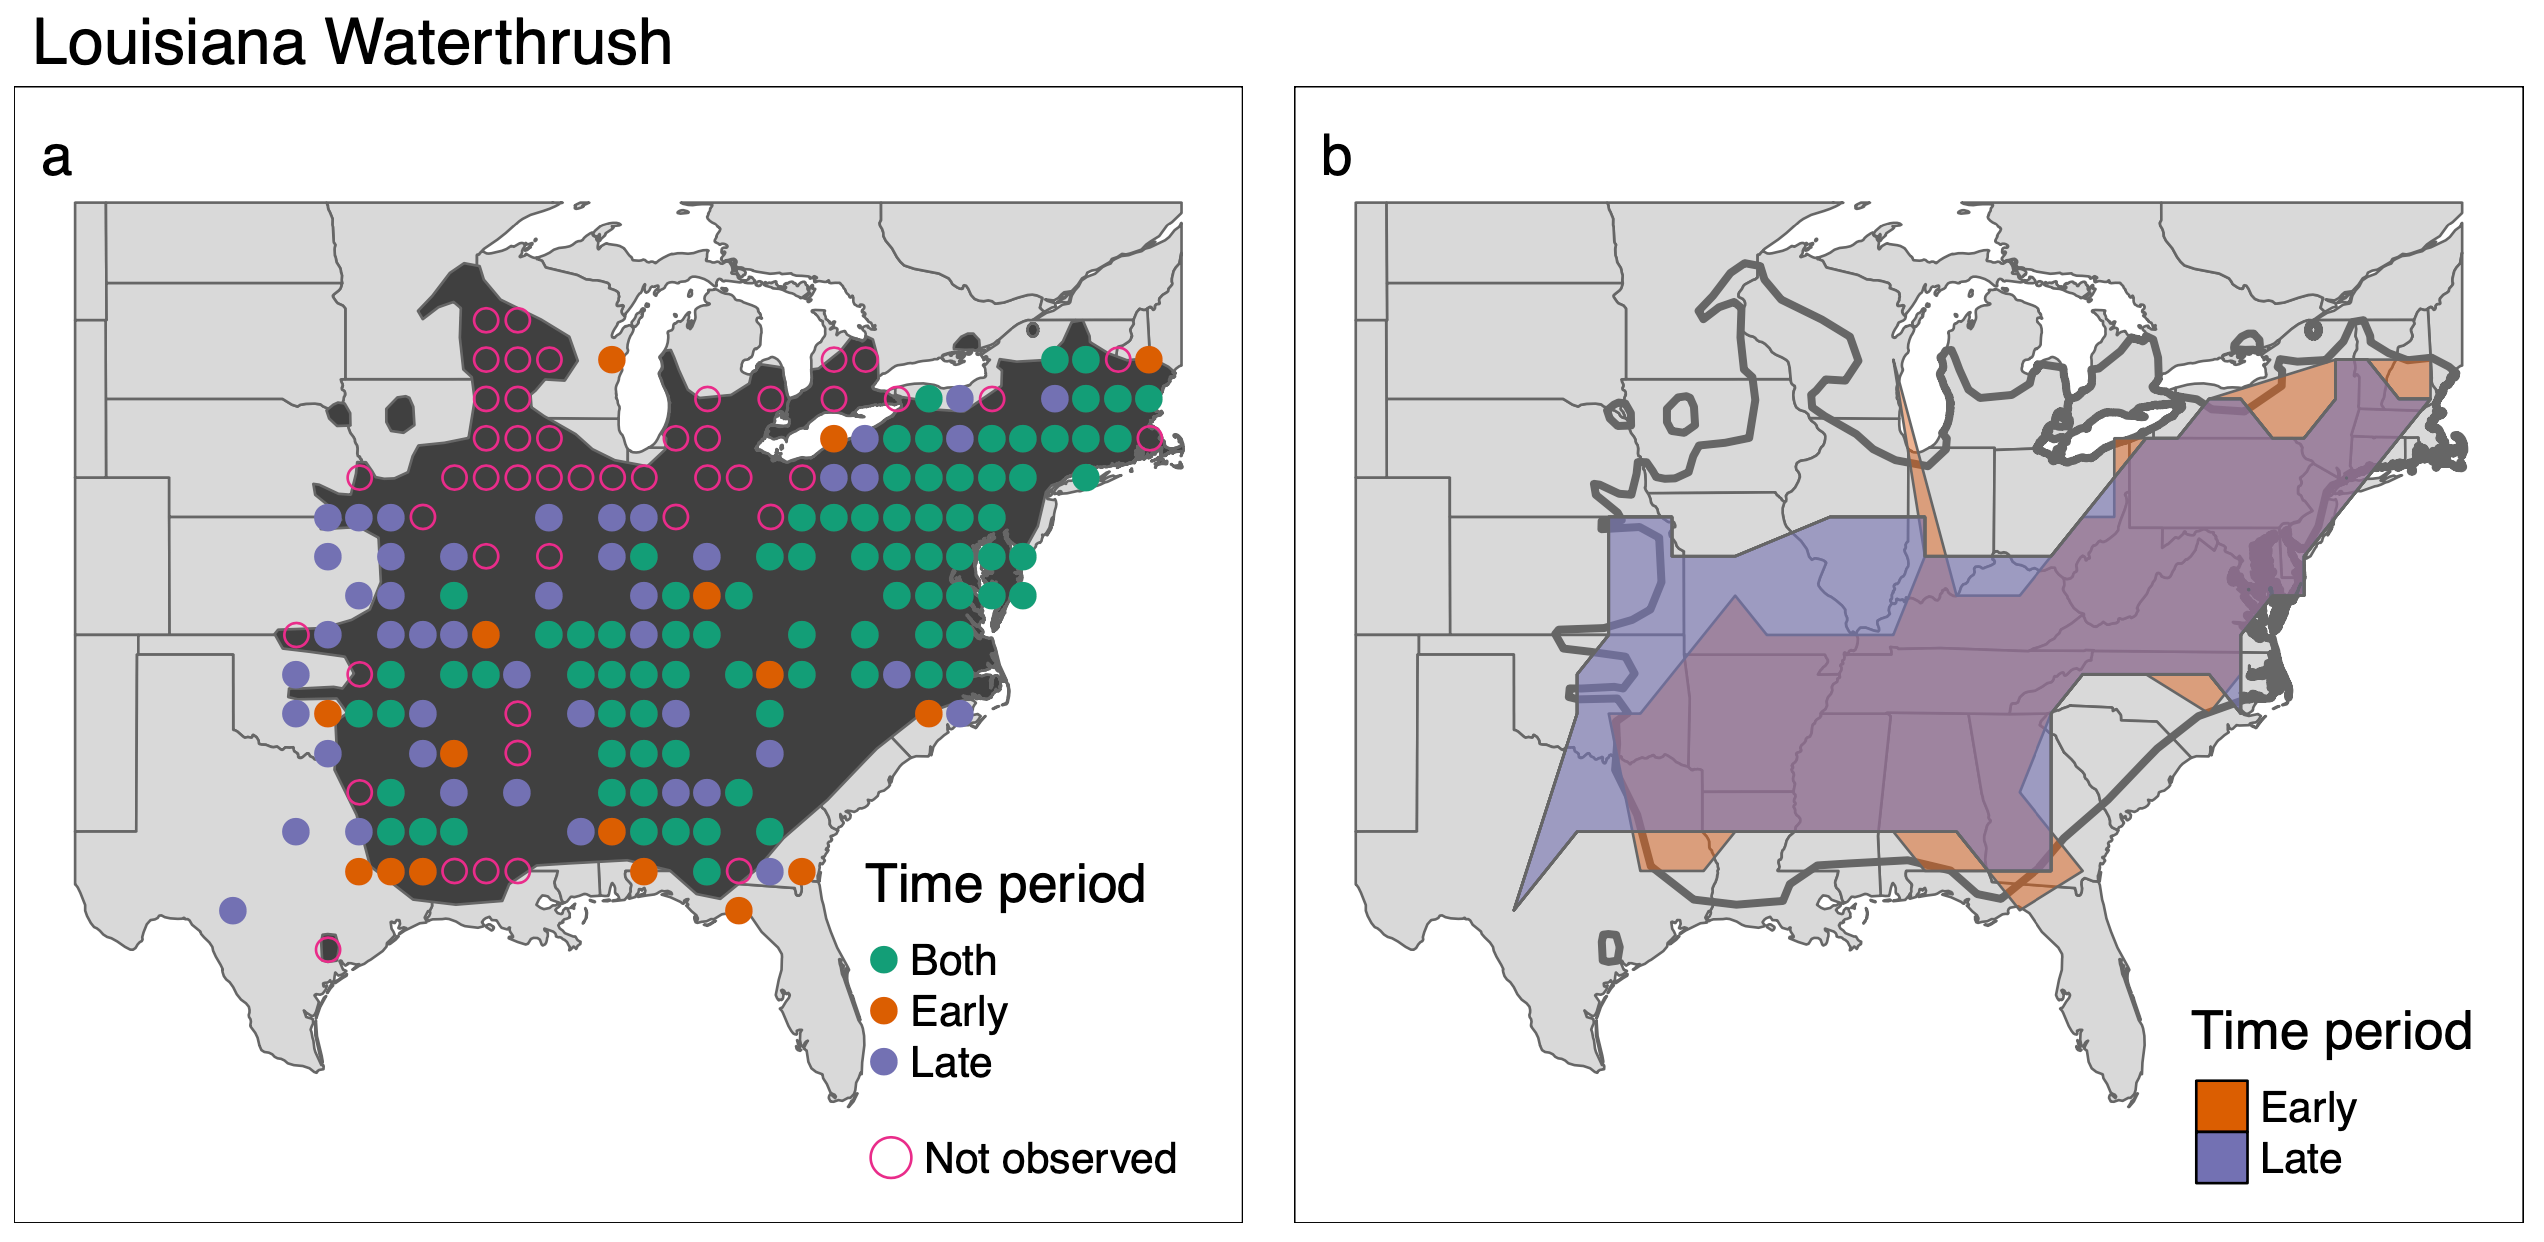 Louisiana Waterthrush
a
Time period
Both
Early
Late
Not observed
b
Time period
Early
Late